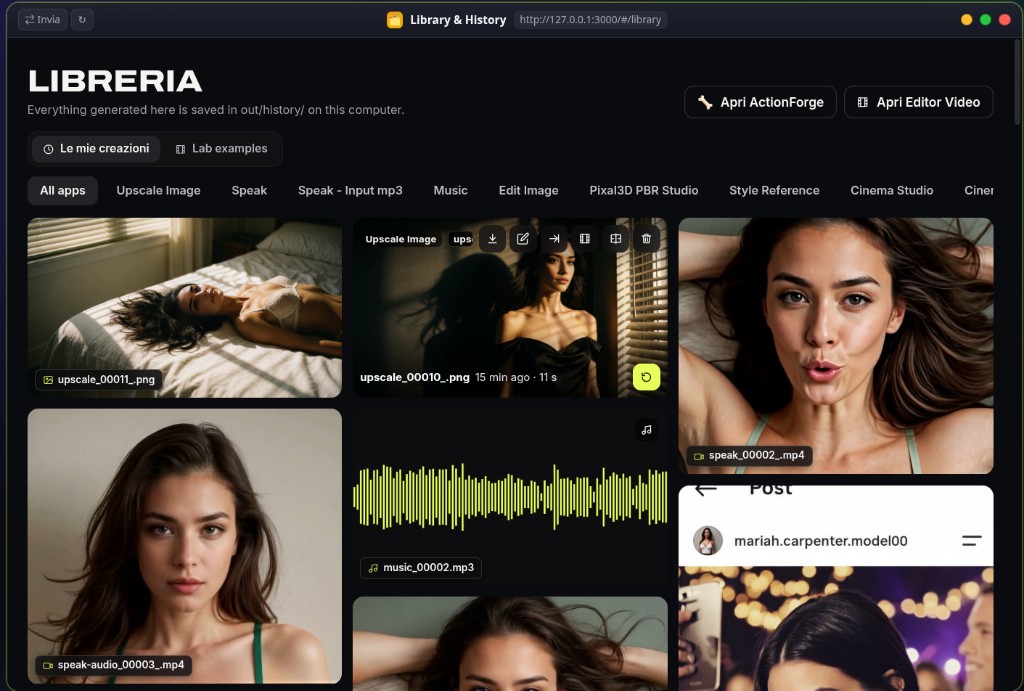 Invia
Library & History
http://127.0.0.1:3000/#/library
LIBRERIA
Everything generated here is saved in out/history/ on this computer.
Apri ActionForge
Apri Editor Video
Le mie creazioni
Lab examples
All apps
Upscale Image
Speak
Speak - Input mp3
Music
Edit Image
Pixal3D PBR Studio
Style Reference
Cinema Studio
Ciner
upscale_00011_.png
Upscale Image
ups
upscale_00010_.png 15 min ago · 11 s
speak_00002_.mp4
speak-audio_00003_.mp4
music_00002.mp3
Post
mariah.carpenter.model00